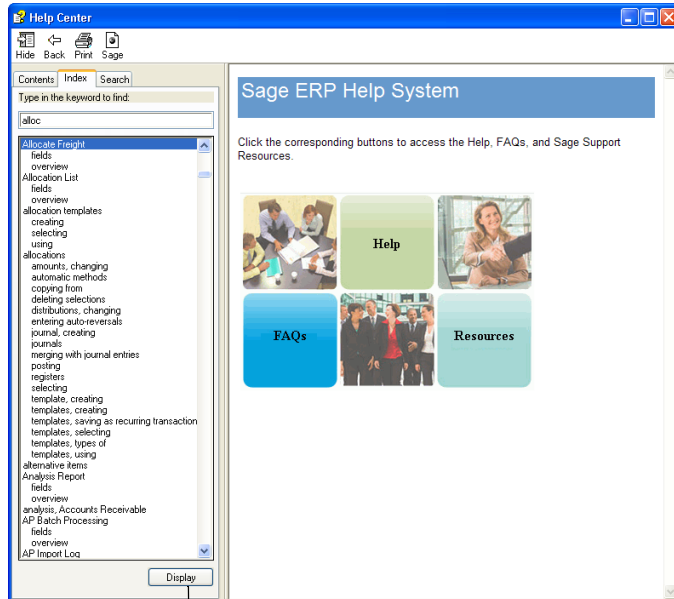 Help Center
Hide Back Print Sage
Contents Index Search
Type in the keyword to find:
alloc
Allocate Freight
fields
overview
Allocation List
fields
overview
allocation templates
creating
selecting
using
allocations
amounts, changing
automatic methods
copying from
deleting selections
distributions, changing
entering auto-reversals
journal, creating
journals
merging with journal entries
posting
registers
selecting
template, creating
templates, creating
templates, saving as recurring transaction
templates, selecting
templates, types of
templates, using
alternative items
Analysis Report
fields
overview
analysis, Accounts Receivable
AP Batch Processing
fields
overview
AP Import Log
Display
Sage ERP Help System
Click the corresponding buttons to access the Help, FAQs, and Sage Support
Resources.
Help
FAQs
Resources